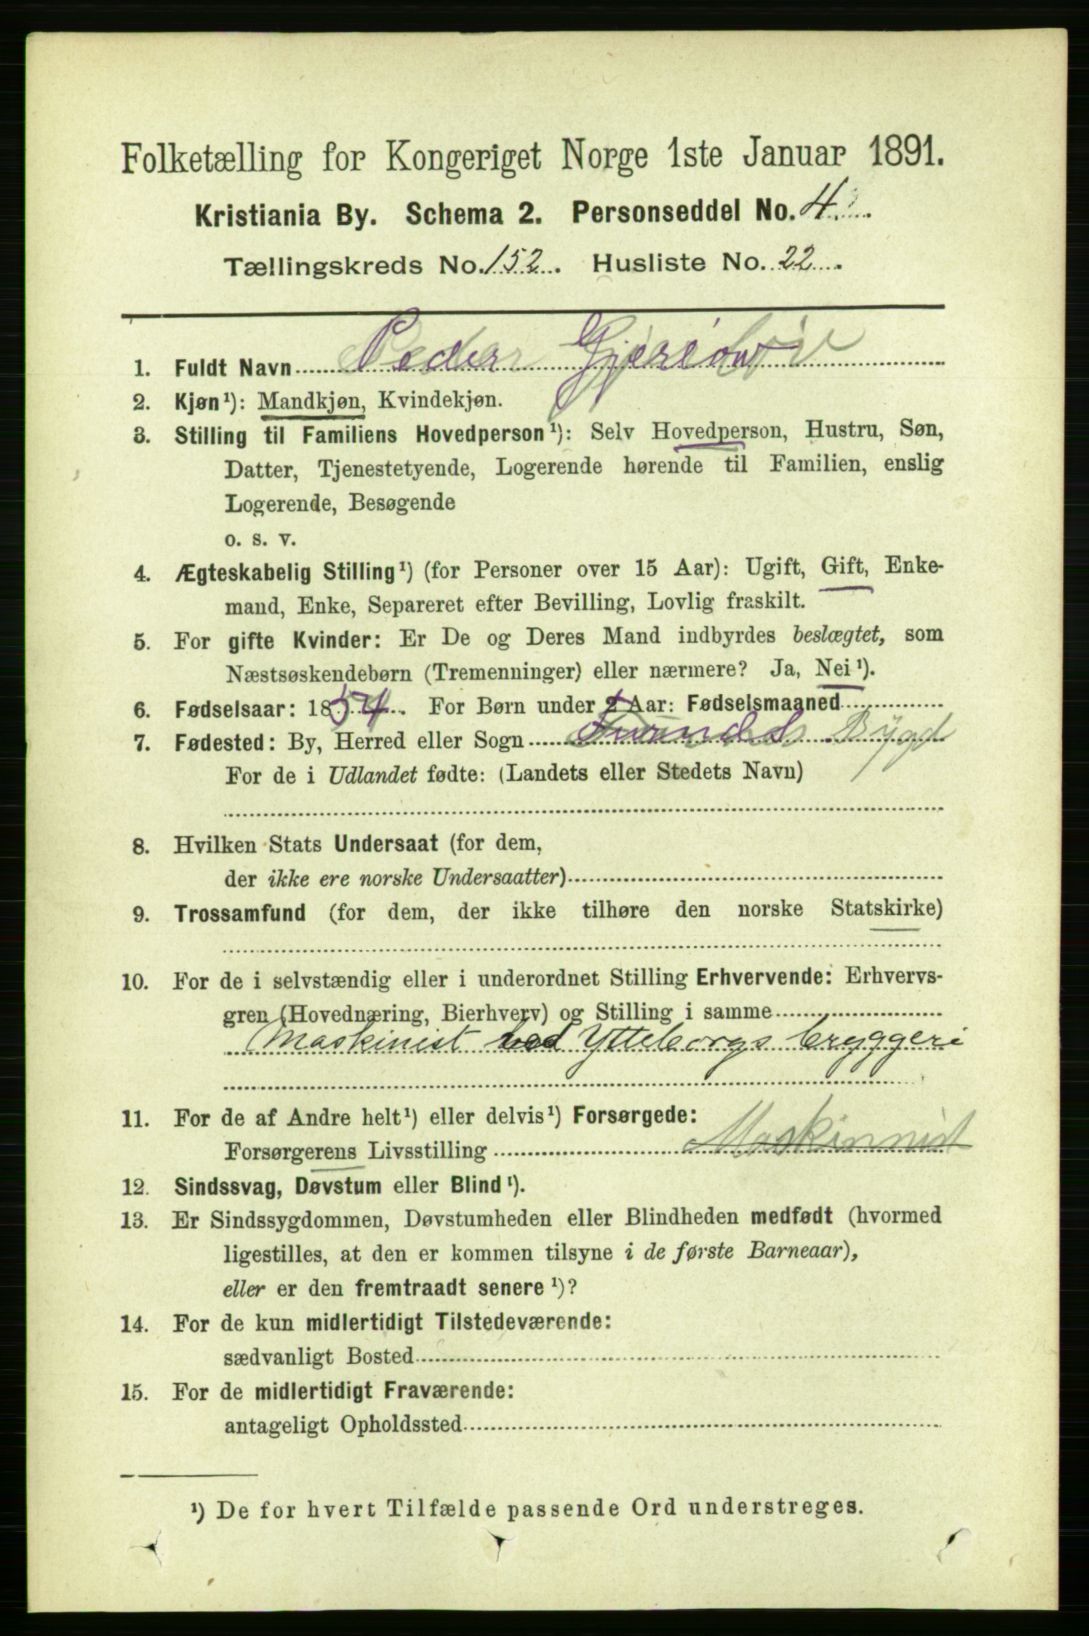 Folketælling for Kongeriget Norge 1ste Januar 1891.
Kristiania By. Schema 2. Personseddel No. 4.
Tællingskreds No. 152. Husliste No. 22.
1. Fuldt Navn Peder
2. Kjøn¹): Mandkjøn, Kvindekjøn.
3. Stilling til Familiens Hovedperson¹): Selv Hovedperson, Hustru, Søn,
Datter, Tjenestetyende, Logerende hørende til Familien, enslig
Logerende, Besøgende
o. s. v.
4. Ægteskabelig Stilling¹) (for Personer over 15 Aar): Ugift, Gift, Enke-
mand, Enke, Separeret efter Bevilling, Lovlig fraskilt.
5. For gifte Kvinder: Er De og Deres Mand indbyrdes beslægtet, som
Næstsøskendebørn (Tremenninger) eller nærmere? Ja, Nei¹).
6. Fødselsaar: 1854. For Børn under 2 Aar: Fødselsmaaned
7. Fødested: By, Herred eller Sogn Bygd
For de i Udlandet fødte: (Landets eller Stedets Navn)
8. Hvilken Stats Undersaat (for dem,
der ikke ere norske Undersaatter)
9. Trossamfund (for dem, der ikke tilhøre den norske Statskirke)
10. For de i selvstændig eller i underordnet Stilling Erhvervende: Erhvervs-
gren (Hovednæring, Bierhverv) og Stilling i samme
Maskinist ved Ytteborgs bryggeri
11. For de af Andre helt¹) eller delvis¹) Forsørgede:
Forsørgerens Livsstilling Maskinnist
12. Sindssvag, Døvstum eller Blind¹).
13. Er Sindssygdommen, Døvstumheden eller Blindheden medfødt (hvormed
ligestilles, at den er kommen tilsyne i de første Barneaar),
eller er den fremtraadt senere¹)?
14. For de kun midlertidigt Tilstedeværende:
sædvanligt Bosted
15. For de midlertidigt Fraværende:
antageligt Opholdssted
¹) De for hvert Tilfælde passende Ord understreges.